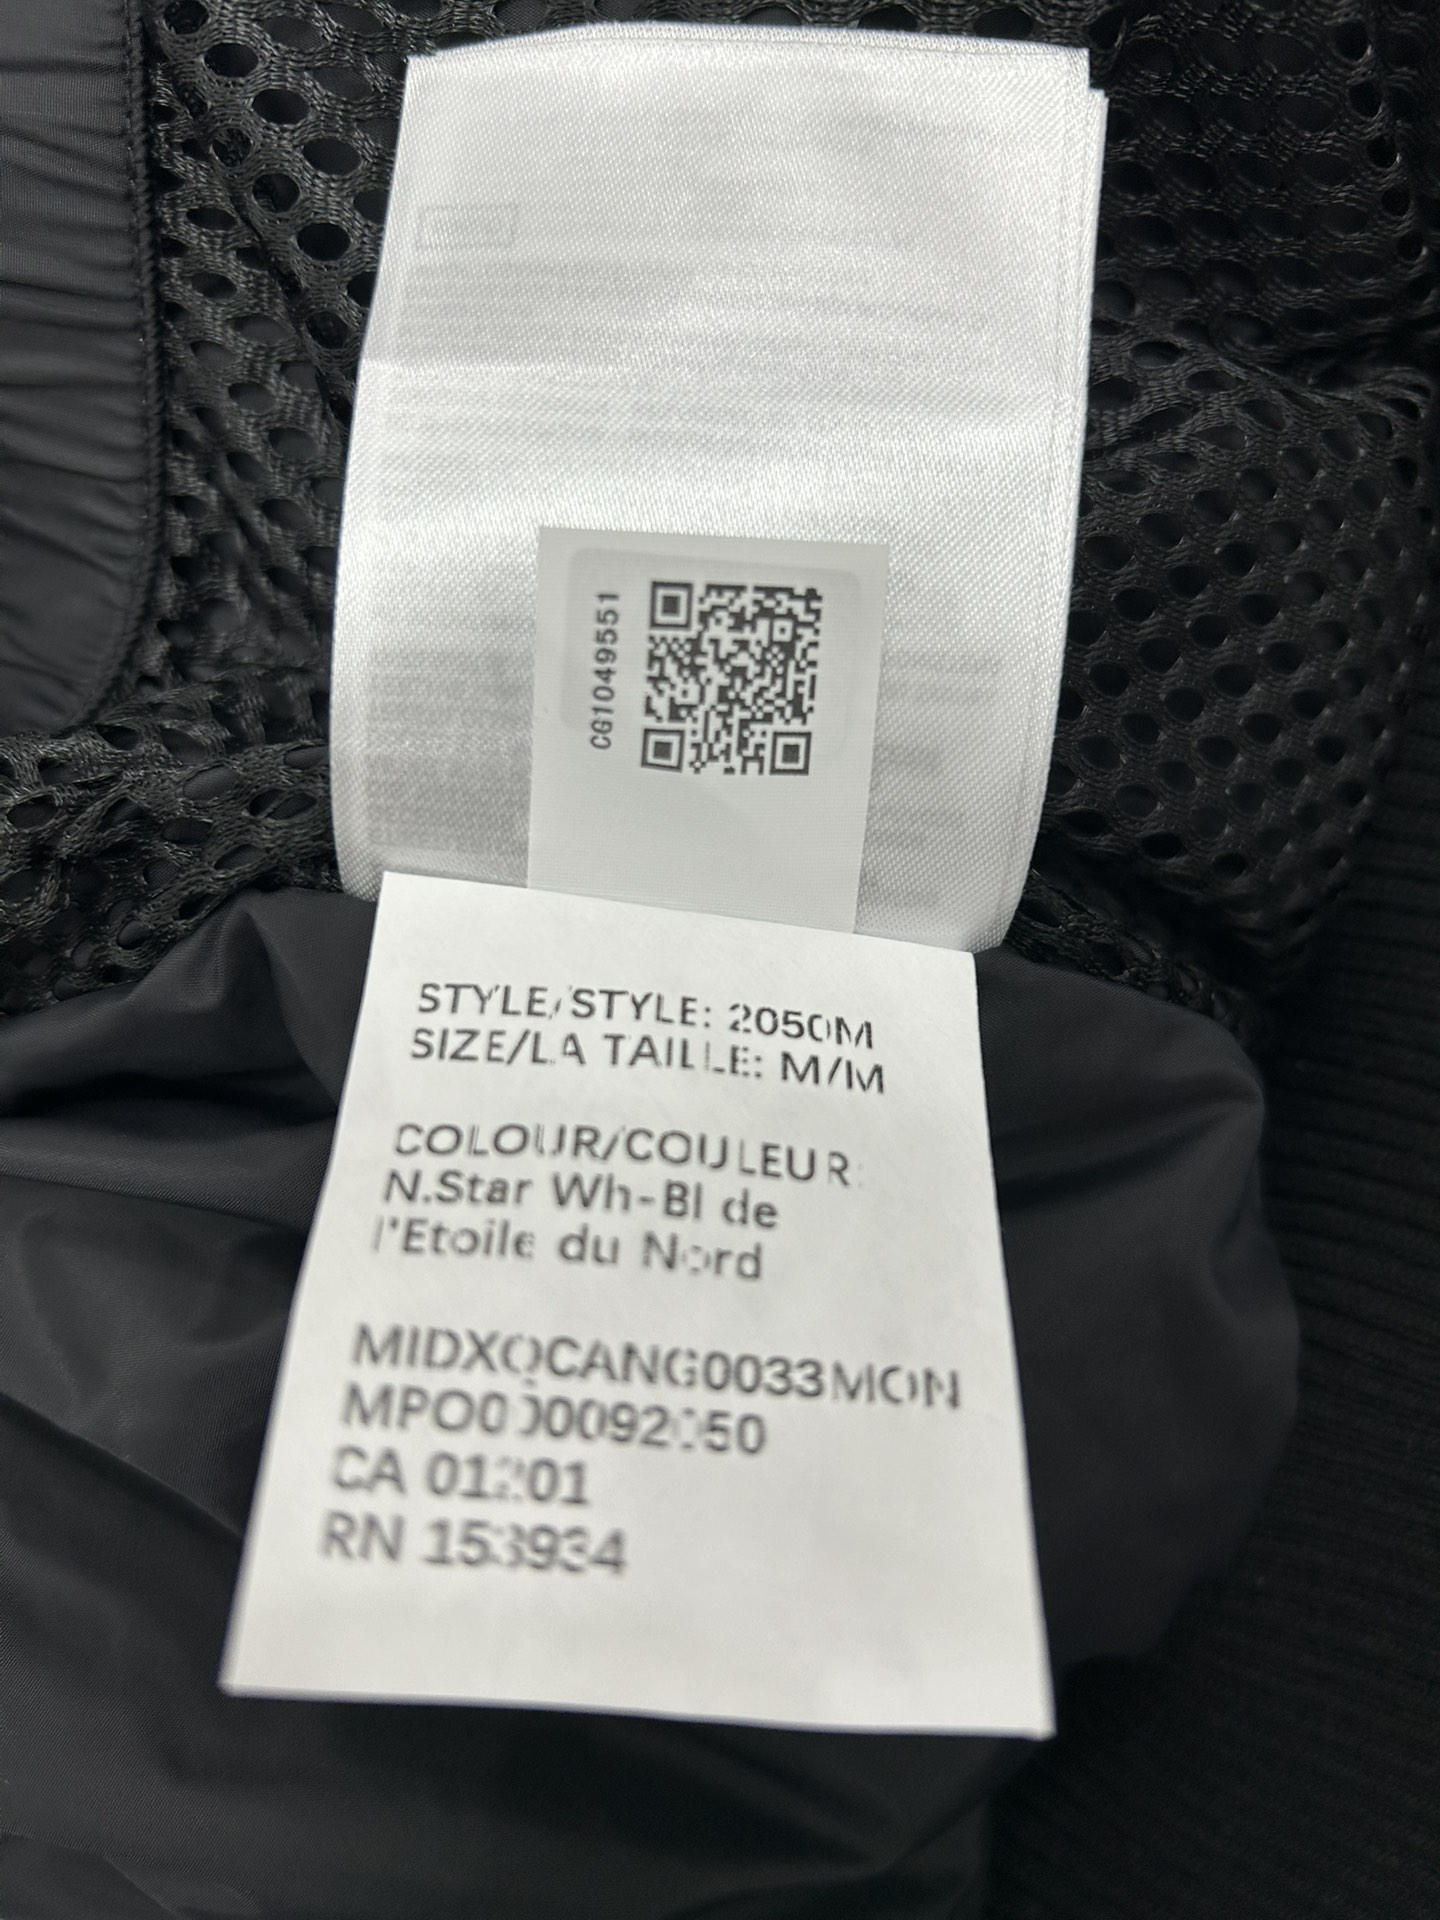 CG1049551
STYLE/STYLE: 2050M
SIZE/LA TAILLE: M/M
COLOUR/COULEUR:
N.Star Wh-Bl de
l'Etoile du Nord
MIDXQCANG0033MON
CA 01201
RN 153934